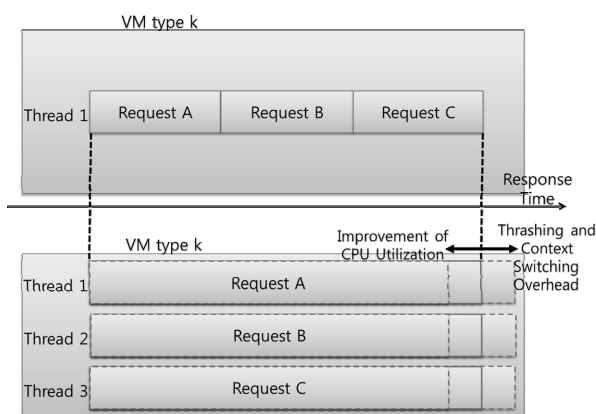 VM type k
Thread 1
Request A
Request B
Request C
Response
Time
VM type k
Improvement of
CPU Utilization
Thrashing and
Context
Switching
Overhead
Thread 1
Request A
Thread 2
Request B
Thread 3
Request C